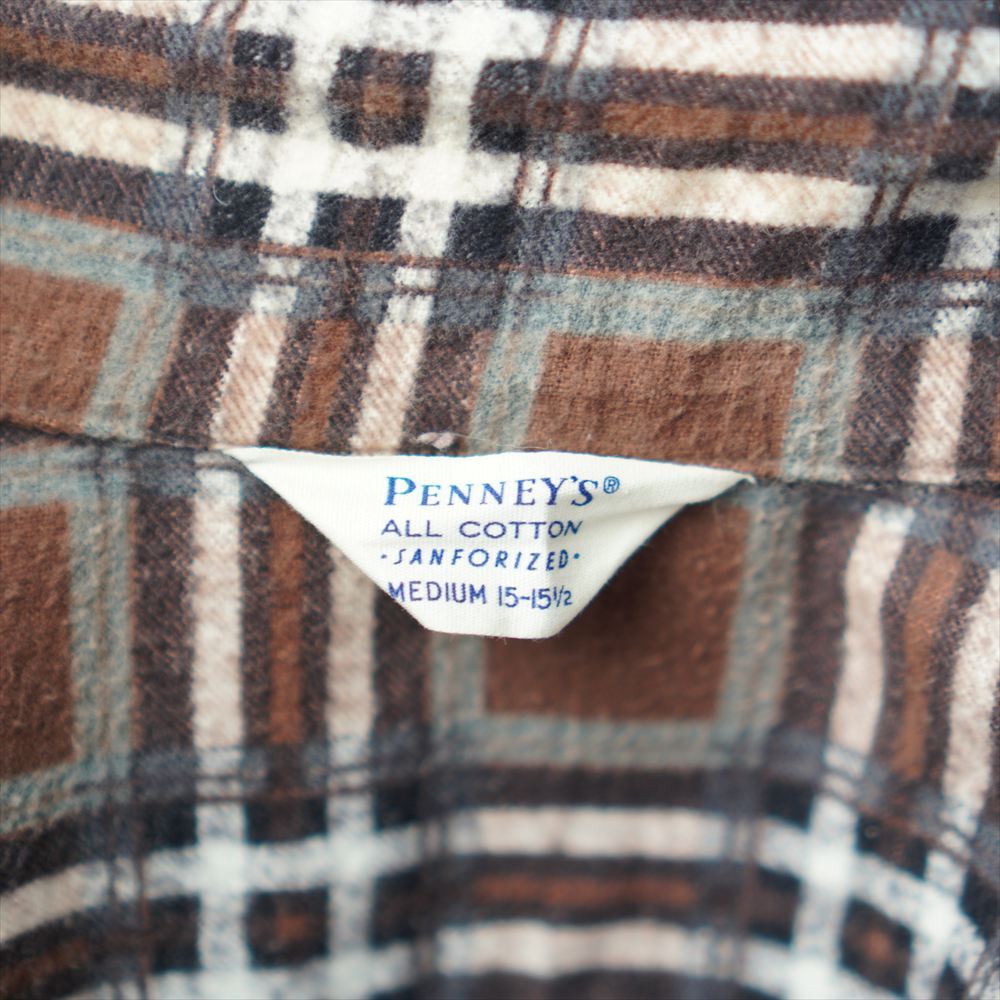 PENNEY'S®
ALL COTTON
·SANFORIZED·
MEDIUM 15-15½